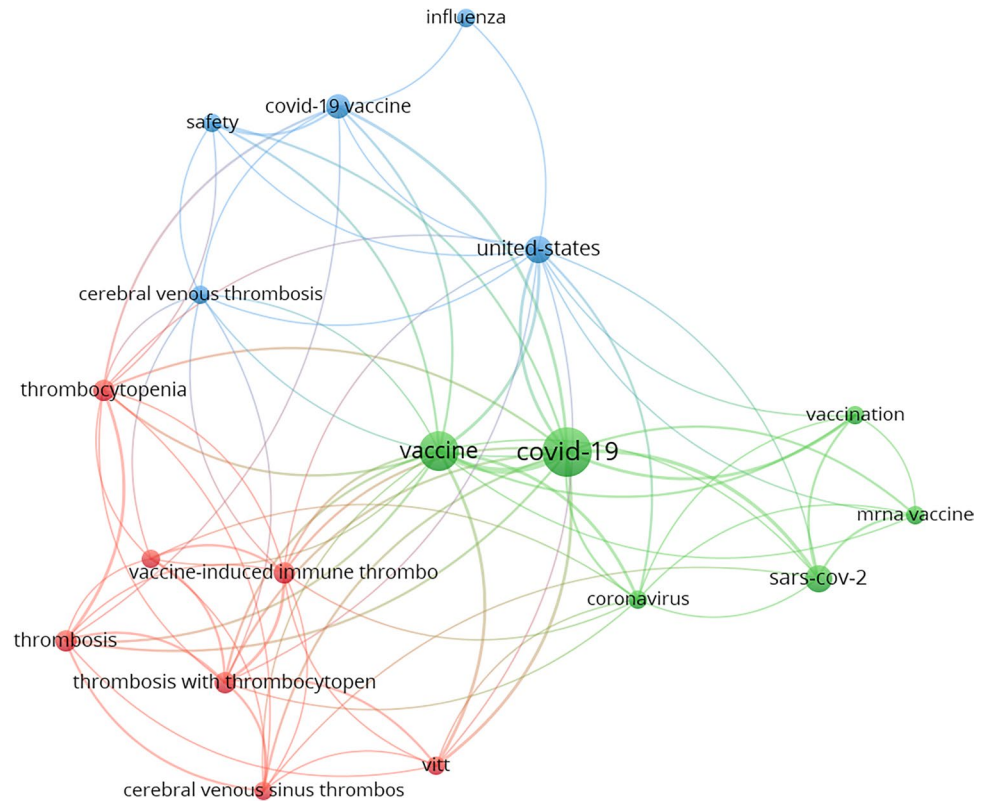 influenza
covid-19 vaccine
safety
united-states
cerebral venous thrombosis
thrombocytopenia
vaccination
vaccine
covid-19
mrna vaccine
vaccine-induced immune thrombo
sars-cov-2
coronavirus
thrombosis
thrombosis with thrombocytopen
vitt
cerebral venous sinus thrombos